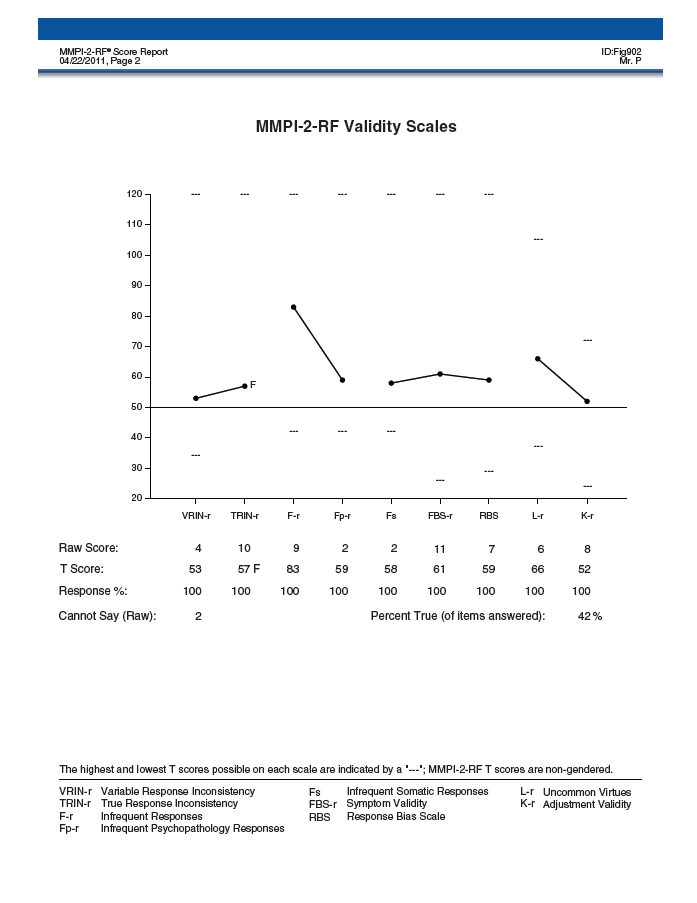 MMPI-2-RF® Score Report ID:Fig902
04/22/2011, Page 2 Mr. P
MMPI-2-RF Validity Scales
120 --- --- --- --- --- --- ---
110
---
100
90
80
---
70
60 F
50
--- --- ---
40
--- ---
30 ---
--- ---
20
VRIN-r TRIN-r F-r Fp-r Fs FBS-r RBS L-r K-r
Raw Score: 4 10 9 2 2 11 7 6 8
T Score: 53 57 F 83 59 58 61 59 66 52
Response %: 100 100 100 100 100 100 100 100 100
Cannot Say (Raw): 2 Percent True (of items answered): 42 %
The highest and lowest T scores possible on each scale are indicated by a "---"; MMPI-2-RF T scores are non-gendered.
VRIN-r Variable Response Inconsistency Fs Infrequent Somatic Responses L-r Uncommon Virtues
TRIN-r True Response Inconsistency FBS-r Symptom Validity K-r Adjustment Validity
F-r Infrequent Responses RBS Response Bias Scale
Fp-r Infrequent Psychopathology Responses